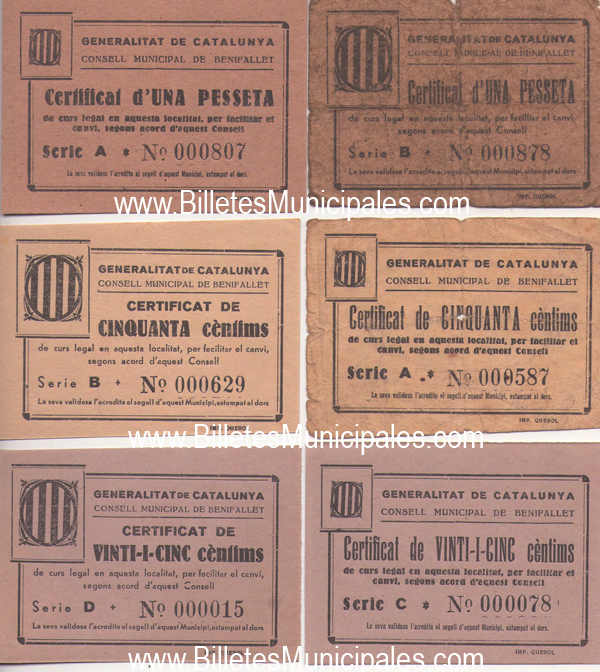 GENERALITAT DE CATALUNYA
CONSELL MUNICIPAL DE BENIFALLET
Certificat d'UNA PESSETA
de curs legal en aquesta localitat, per facilitar el
canvi, segons acord d'aquest Consell
Serie A * Nº 000807
La seva validesa l'acredita el segell d'aquest Municipi, estampat al dors.
GENERALITAT DE CATALUNYA
CONSELL MUNICIPAL DE BENIFALLET
Certificat d'UNA PESSETA
de curs legal en aquesta localitat, per facilitar el canvi,
segons acord d'aquest Consell
Serie B + Nº 000878
La seva validesa l'acredita el segell d'aquest Municipi, estampat al dors
IMP. QUEROL
www.BilletesMunicipales.com
GENERALITAT DE CATALUNYA
CONSELL MUNICIPAL DE BENIFALLET
CERTIFICAT DE
CINQUANTA cèntims
de curs legal en aquesta localitat, per facilitar el canvi,
segons acord d'aquest Consell
Serie B + Nº 000629
La seva validesa l'acredita el segell d'aquest Municipi, estampat al dors
IMP. QUEROL
GENERALITAT DE CATALUNYA
CONSELL MUNICIPAL DE BENIFALLET
Certificat de CINQUANTA cèntims
de curs legal en aquesta localitat, per facilitar el
canvi, segons acord d'aquest Consell
Serie A * Nº 000587
La seva validesa l'acredita el segell d'aquest Municipi, estampat al dors.
IMP. QUEROL
www.BilletesMunicipales.com
GENERALITAT DE CATALUNYA
CONSELL MUNICIPAL DE BENIFALLET
CERTIFICAT DE
VINTI-I-CINC cèntims
de curs legal en aquesta localitat, per facilitar el canvi,
segons acord d'aquest Consell
Serie D + Nº 000015
La seva validesa l'acredita el segell d'aquest Municipi, estampat al dors
GENERALITAT DE CATALUNYA
CONSELL MUNICIPAL DE BENIFALLET
Certificat de VINTI-I-CINC cèntims
de curs legal en aquesta localitat, per facilitar el
canvi, segons acord d'aquest Consell
Serie C * Nº 000078
La seva validesa l'acredita el segell d'aquest Municipi, estampat al dors.
IMP. QUEROL
www.BilletesMunicipales.com